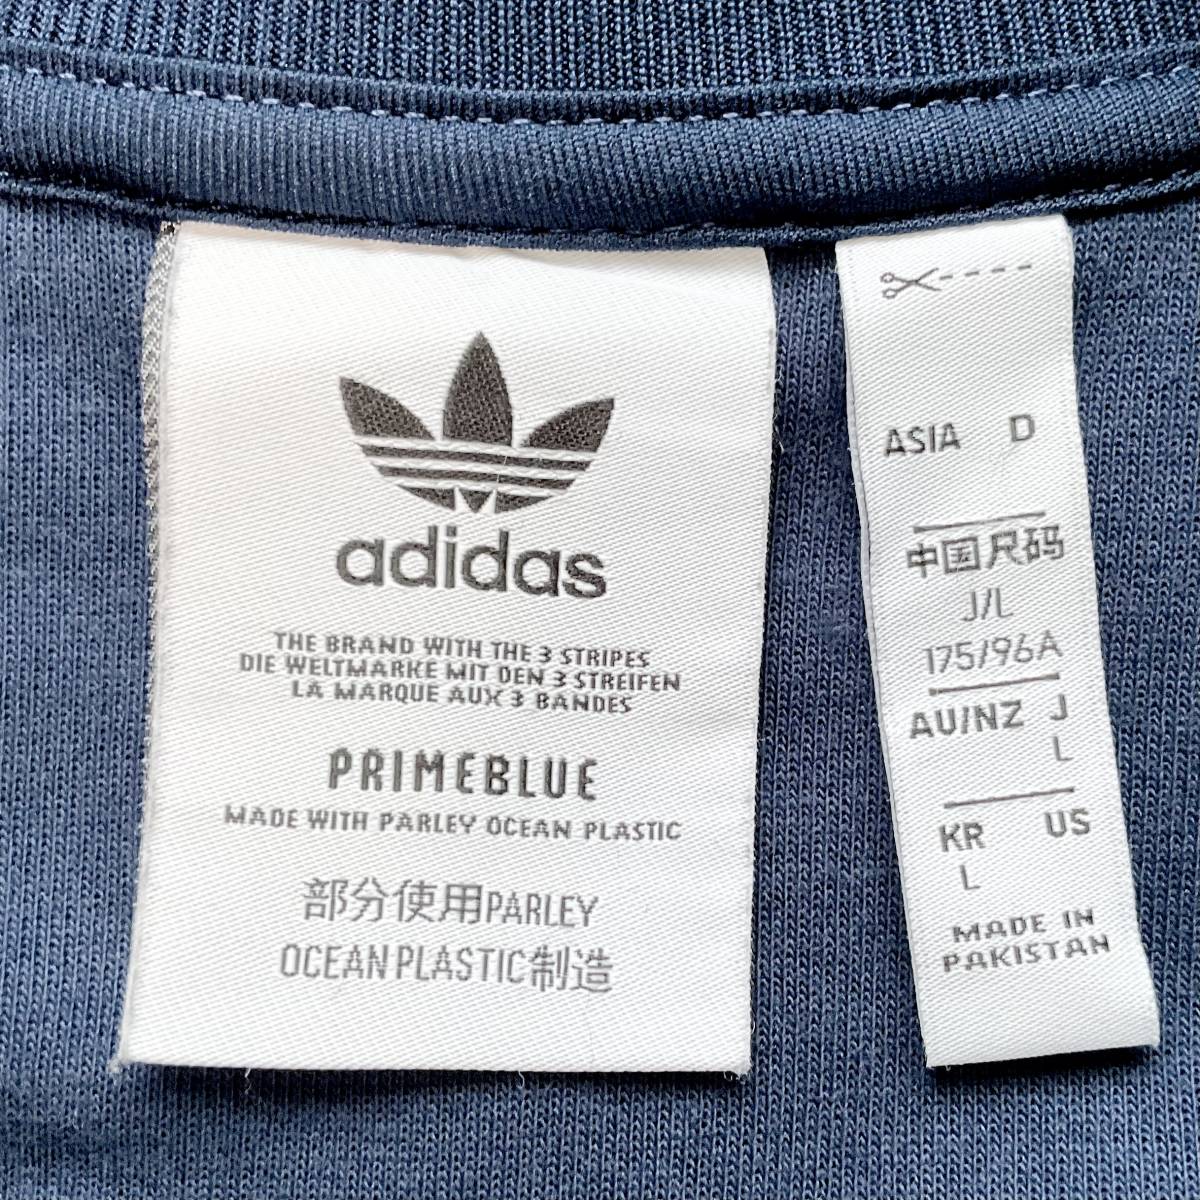 adidas
THE BRAND WITH THE 3 STRIPES
DIE WELTMARKE MIT DEN 3 STREIFEN
LA MARQUE AUX 3 BANDES
PRIMEBLUE
MADE WITH PARLEY OCEAN PLASTIC
部分使用PARLEY
OCEAN PLASTIC制造
ASIA D
中国尺码
J/L
175/96A
AU/NZ J
L
KR US
L
MADE IN
PAKISTAN